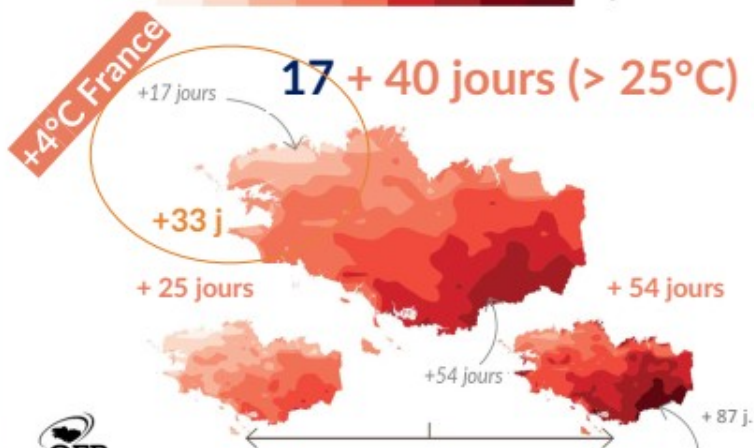 +4°C France
17 + 40 jours (> 25°C)
+17 jours
+33 j
+ 25 jours
+ 54 jours
+54 jours
+ 87 j.